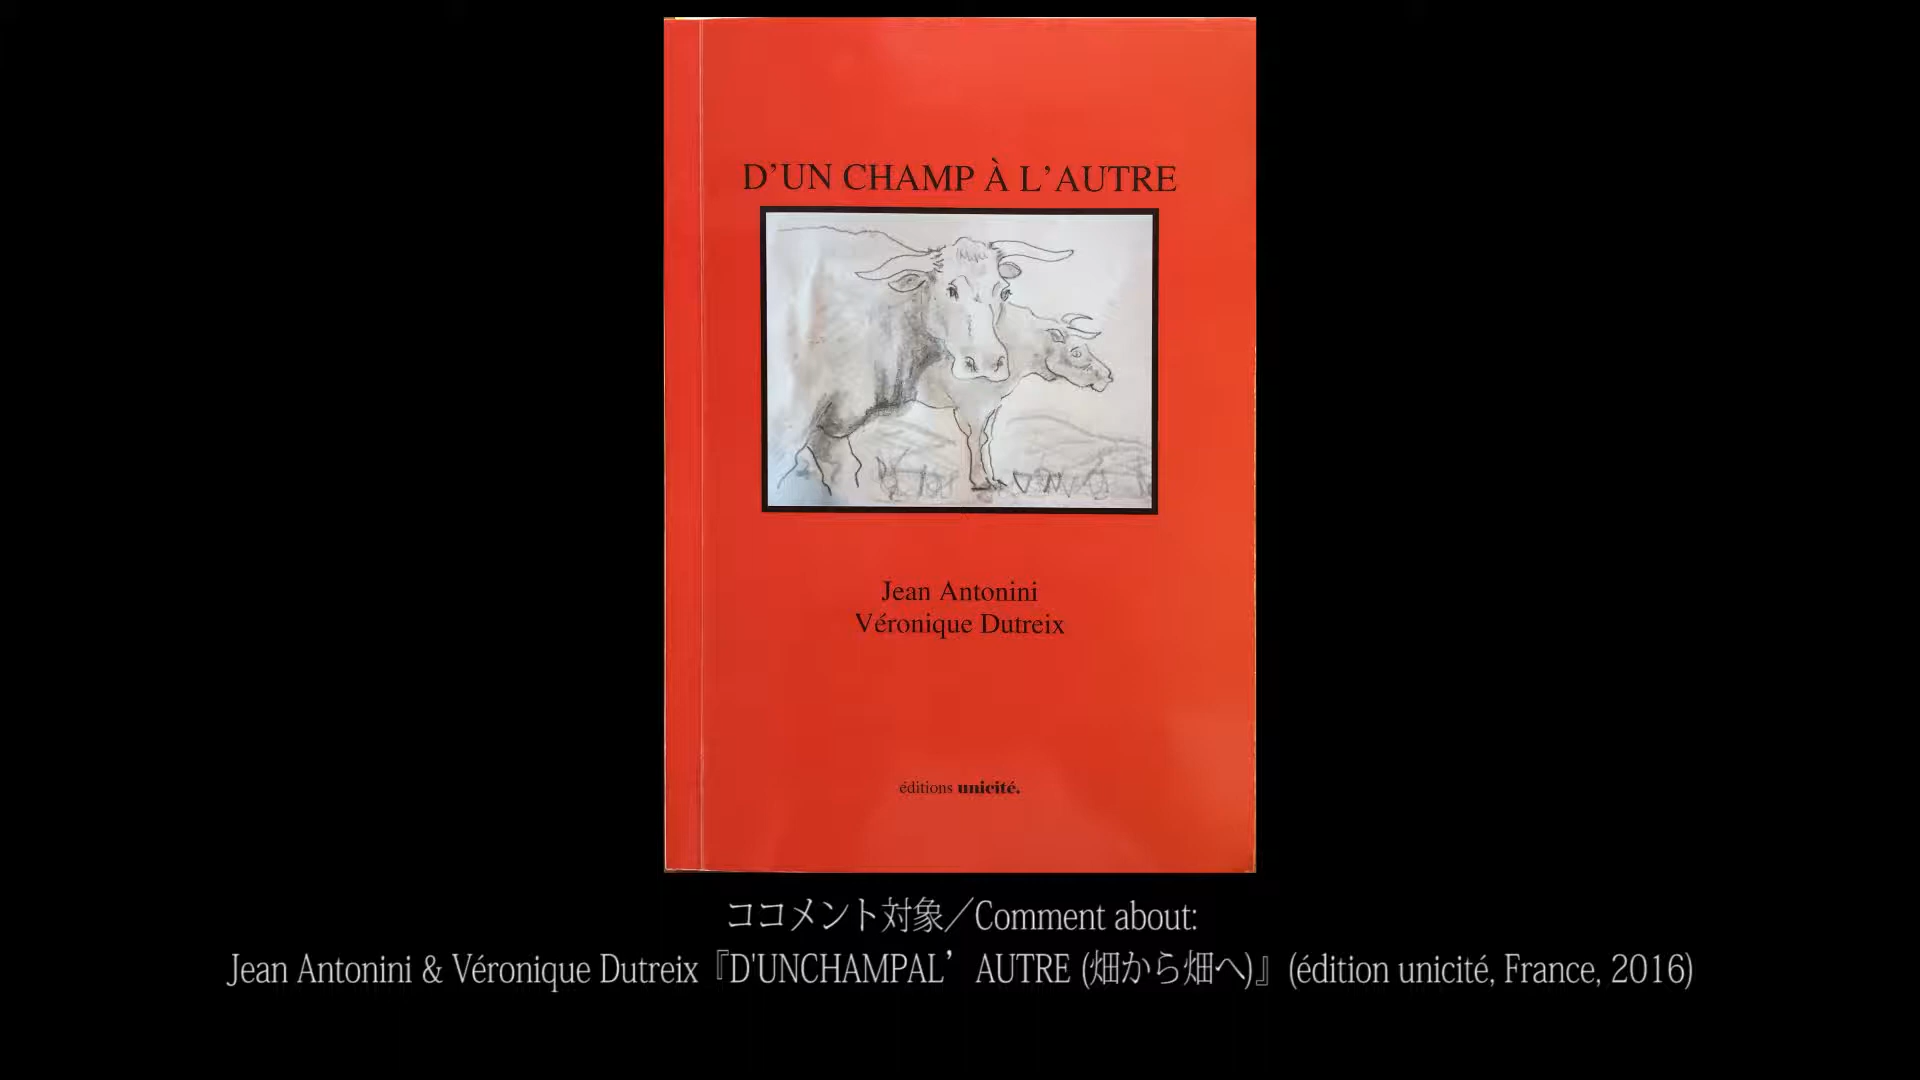 D’UN CHAMP À L’AUTRE
Jean Antonini
Véronique Dutreix
éditions unicité.
ココメント対象／Comment about:
Jean Antonini & Véronique Dutreix『D'UNCHAMPAL’AUTRE (畑から畑へ)』(édition unicité, France, 2016)